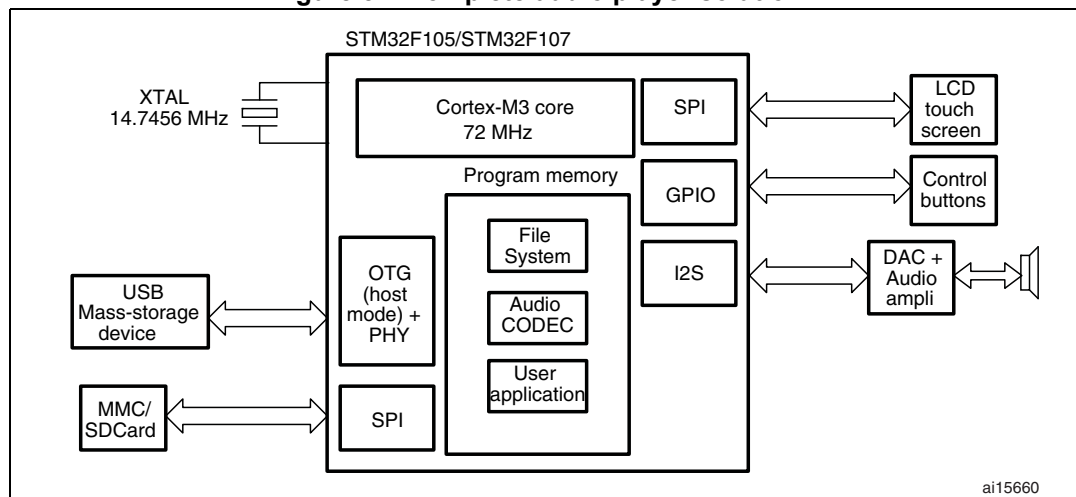 STM32F105/STM32F107
XTAL
14.7456 MHz
Cortex-M3 core
72 MHz
SPI
LCD
touch
screen
Program memory
GPIO
Control
buttons
File
System
OTG
(host
mode) +
PHY
I2S
DAC +
Audio
ampli
USB
Mass-storage
device
Audio
CODEC
User
application
MMC/
SDCard
SPI
ai15660